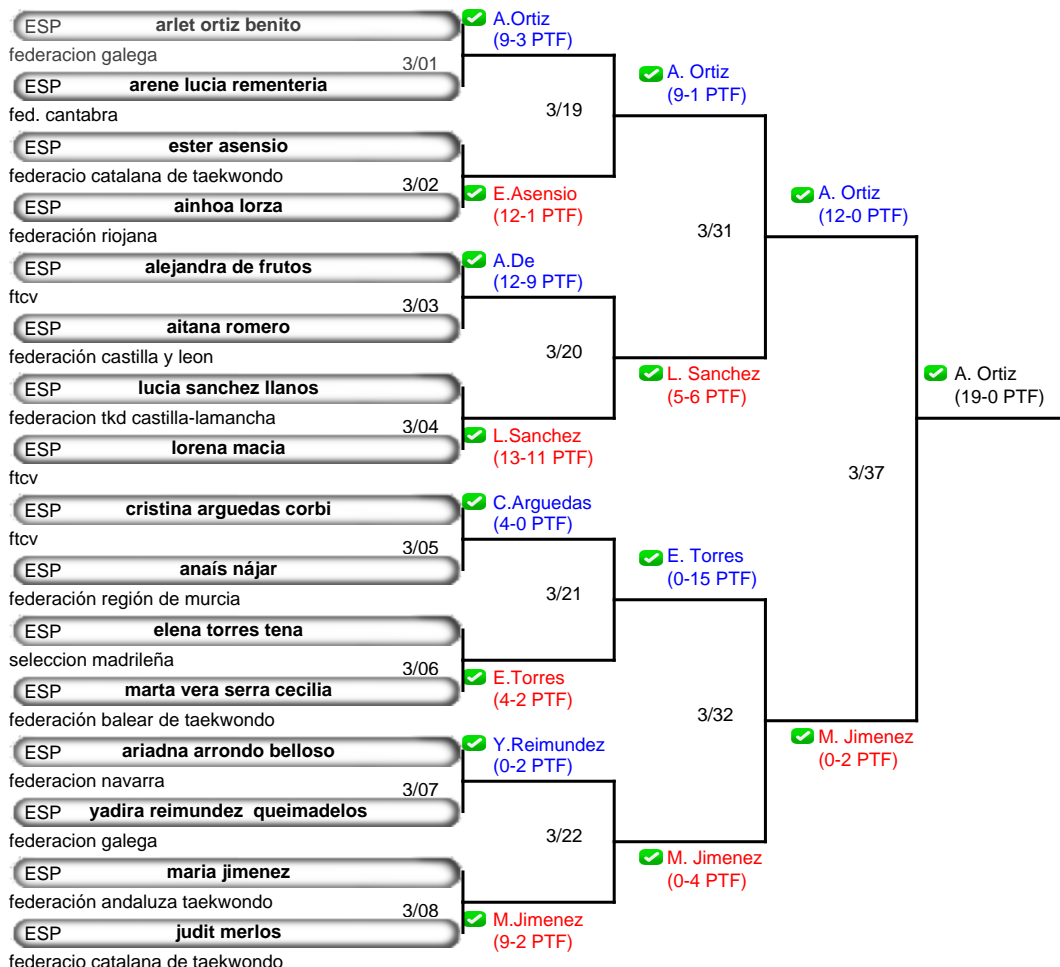 ESP arlet ortiz benito
federacion galega
3/01
ESP arene lucia rementeria
fed. cantabra
ESP ester asensio
federacio catalana de taekwondo
3/02
ESP ainhoa lorza
federación riojana
ESP alejandra de frutos
ftcv
3/03
ESP aitana romero
federación castilla y leon
ESP lucia sanchez llanos
federacion tkd castilla-lamancha
3/04
ESP lorena macia
ftcv
ESP cristina arguedas corbi
ftcv
3/05
ESP anaís nájar
federación región de murcia
ESP elena torres tena
seleccion madrileña
3/06
ESP marta vera serra cecilia
federación balear de taekwondo
ESP ariadna arrondo belloso
federacion navarra
3/07
ESP yadira reimundez queimadelos
federacion galega
ESP maria jimenez
federación andaluza taekwondo
3/08
ESP judit merlos
federacio catalana de taekwondo
A.Ortiz
(9-3 PTF)
3/19
E.Asensio
(12-1 PTF)
A.De
(12-9 PTF)
3/20
L.Sanchez
(13-11 PTF)
C.Arguedas
(4-0 PTF)
3/21
E.Torres
(4-2 PTF)
Y.Reimundez
(0-2 PTF)
3/22
M.Jimenez
(9-2 PTF)
A. Ortiz
(9-1 PTF)
3/31
L. Sanchez
(5-6 PTF)
E. Torres
(0-15 PTF)
3/32
M. Jimenez
(0-4 PTF)
A. Ortiz
(12-0 PTF)
3/37
M. Jimenez
(0-2 PTF)
A. Ortiz
(19-0 PTF)